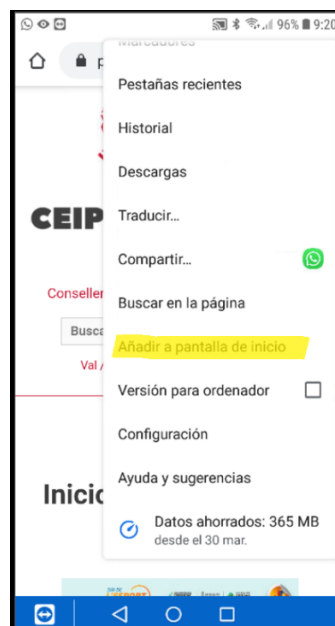 96% 9:20
Marcadores
Pestañas recientes
Historial
Descargas
Traducir...
CEIP
Compartir...
Conseller
Buscar en la página
Busca
Añadir a pantalla de inicio
Val /
Versión para ordenador
Configuración
Ayuda y sugerencias
Inicio
Datos ahorrados: 365 MB
desde el 30 mar.